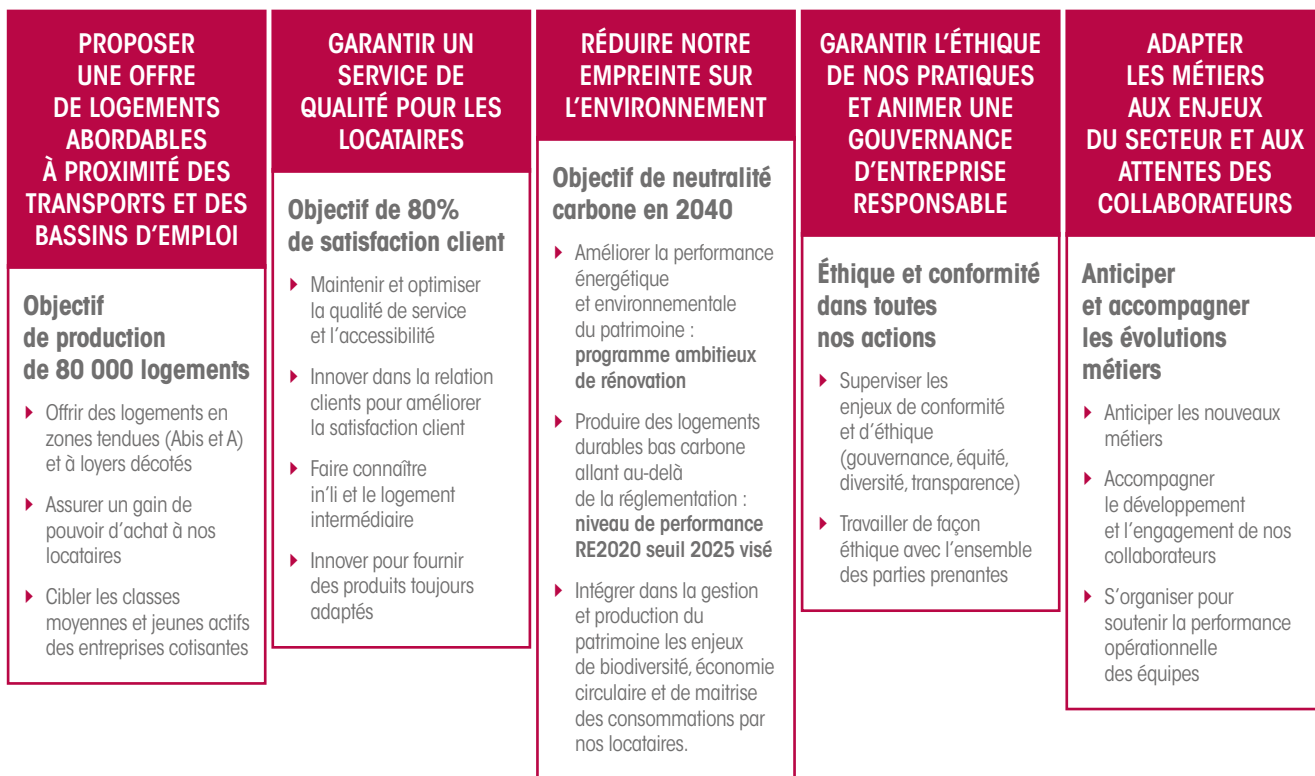 PROPOSER
UNE OFFRE
DE LOGEMENTS
ABORDABLES
À PROXIMITÉ DES
TRANSPORTS ET DES
BASSINS D'EMPLOI
Objectif
de production
de 80 000 logements
Offrir des logements en
zones tendues (Abis et A)
et à loyers décotés
Assurer un gain de
pouvoir d'achat à nos
locataires
Cibler les classes
moyennes et jeunes actifs
des entreprises cotisantes
GARANTIR UN
SERVICE DE
QUALITÉ POUR LES
LOCATAIRES
Objectif de 80%
de satisfaction client
Maintenir et optimiser
la qualité de service
et l'accessibilité
Innover dans la relation
clients pour améliorer
la satisfaction client
Faire connaître
in'li et le logement
intermédiaire
Innover pour fournir
des produits toujours
adaptés
RÉDUIRE NOTRE
EMPREINTE SUR
L'ENVIRONNEMENT
Objectif de neutralité
carbone en 2040
Améliorer la performance
énergétique
et environnementale
du patrimoine :
programme ambitieux
de rénovation
Produire des logements
durables bas carbone
allant au-delà
de la réglementation :
niveau de performance
RE2020 seuil 2025 visé
Intégrer dans la gestion
et production du
patrimoine les enjeux
de biodiversité, économie
circulaire et de maitrise
des consommations par
nos locataires.
GARANTIR L'ÉTHIQUE
DE NOS PRATIQUES
ET ANIMER UNE
GOUVERNANCE
D'ENTREPRISE
RESPONSABLE
Éthique et conformité
dans toutes
nos actions
Superviser les
enjeux de conformité
et d'éthique
(gouvernance, équité,
diversité, transparence)
Travailler de façon
éthique avec l'ensemble
des parties prenantes
ADAPTER
LES MÉTIERS
AUX ENJEUX
DU SECTEUR ET AUX
ATTENTES DES
COLLABORATEURS
Anticiper
et accompagner
les évolutions
métiers
Anticiper les nouveaux
métiers
Accompagner
le développement
et l'engagement de nos
collaborateurs
S'organiser pour
soutenir la performance
opérationnelle
des équipes